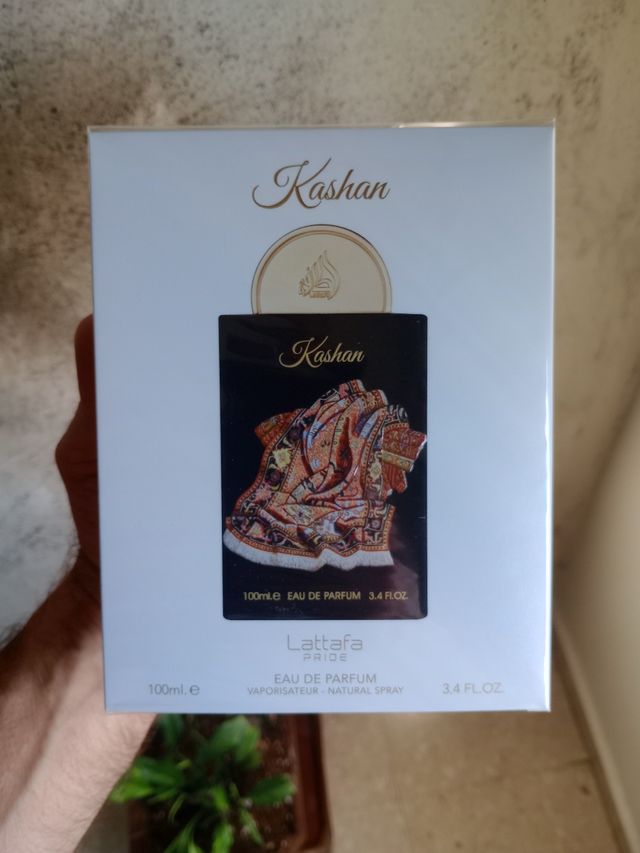 Kashan
Kashan
100ml.e EAU DE PARFUM 3.4 Fl.OZ.
Lattafa
PRIDE
EAU DE PARFUM
100ml. e VAPORISATEUR - NATURAL SPRAY 3,4 FL.OZ.